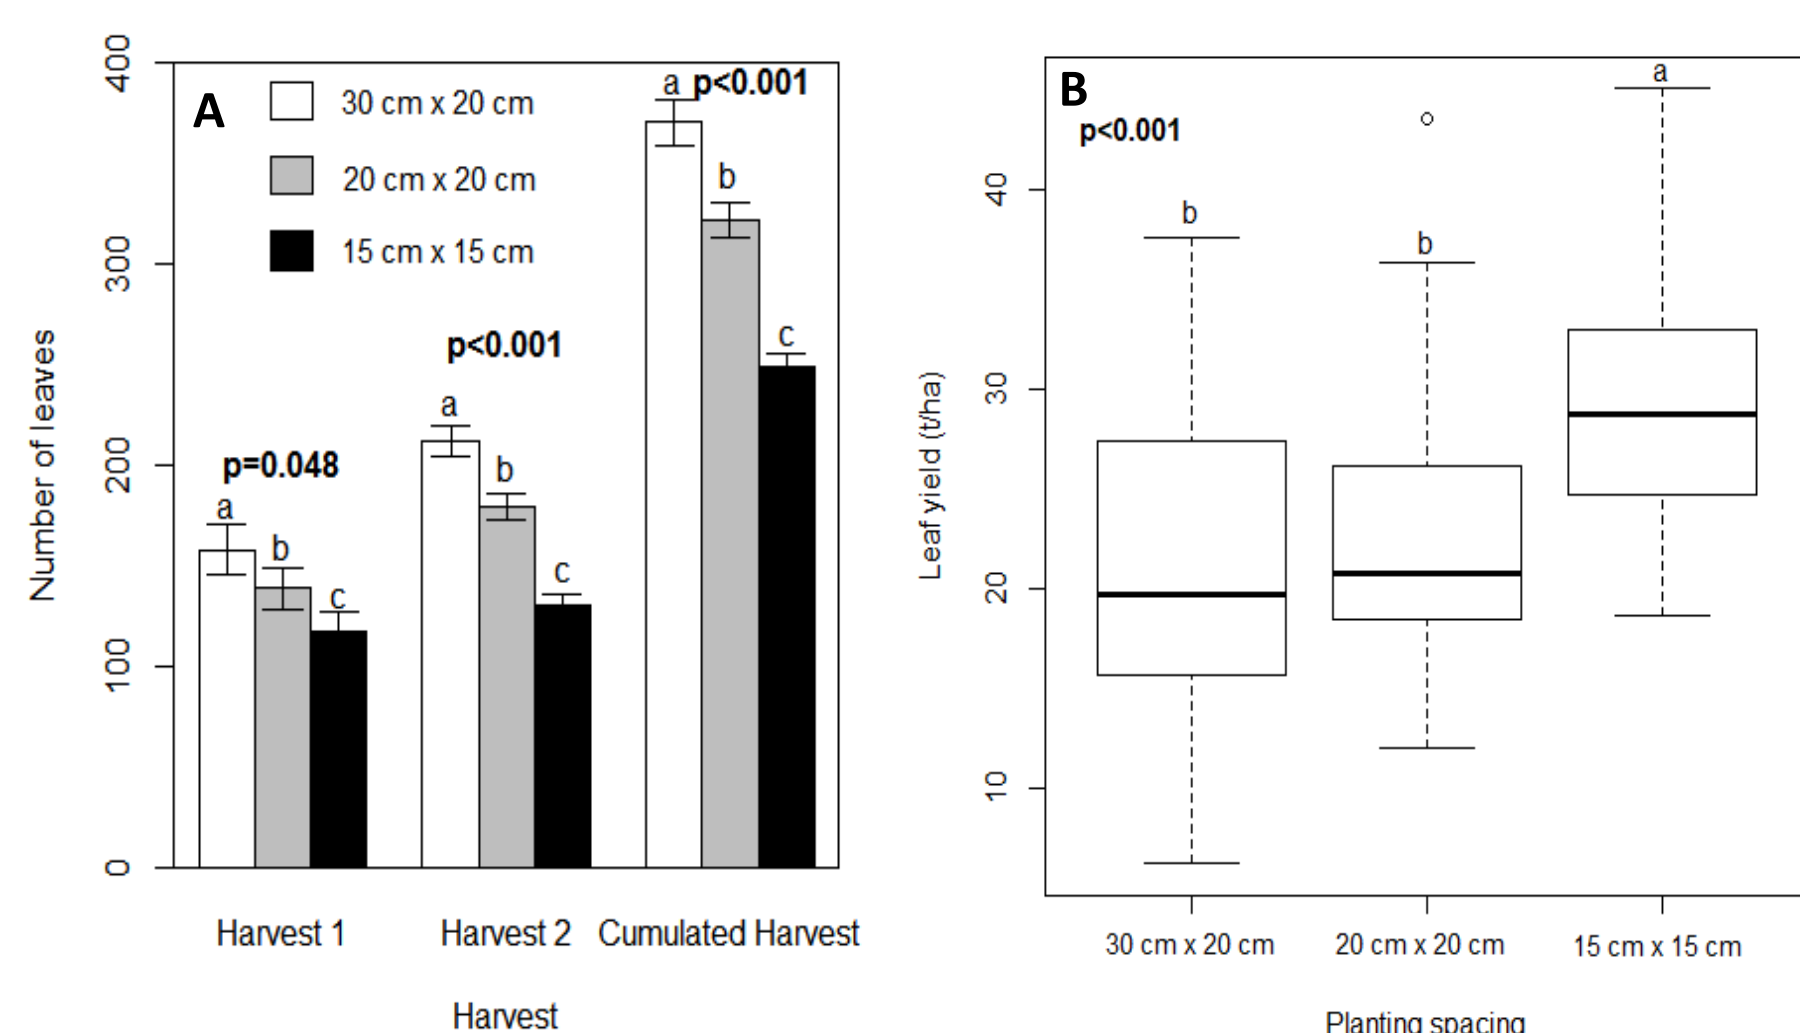 A
30 cm x 20 cm
20 cm x 20 cm
15 cm x 15 cm
p=0.048
p<0.001
p<0.001
a
b
c
a
b
c
a
b
c
400
300
200
100
0
Number of leaves
Harvest 1
Harvest 2
Cumulated Harvest
Harvest
B
p<0.001
b
b
a
40
30
20
10
Leaf yield (t/ha)
30 cm x 20 cm
20 cm x 20 cm
15 cm x 15 cm
Planting spacing